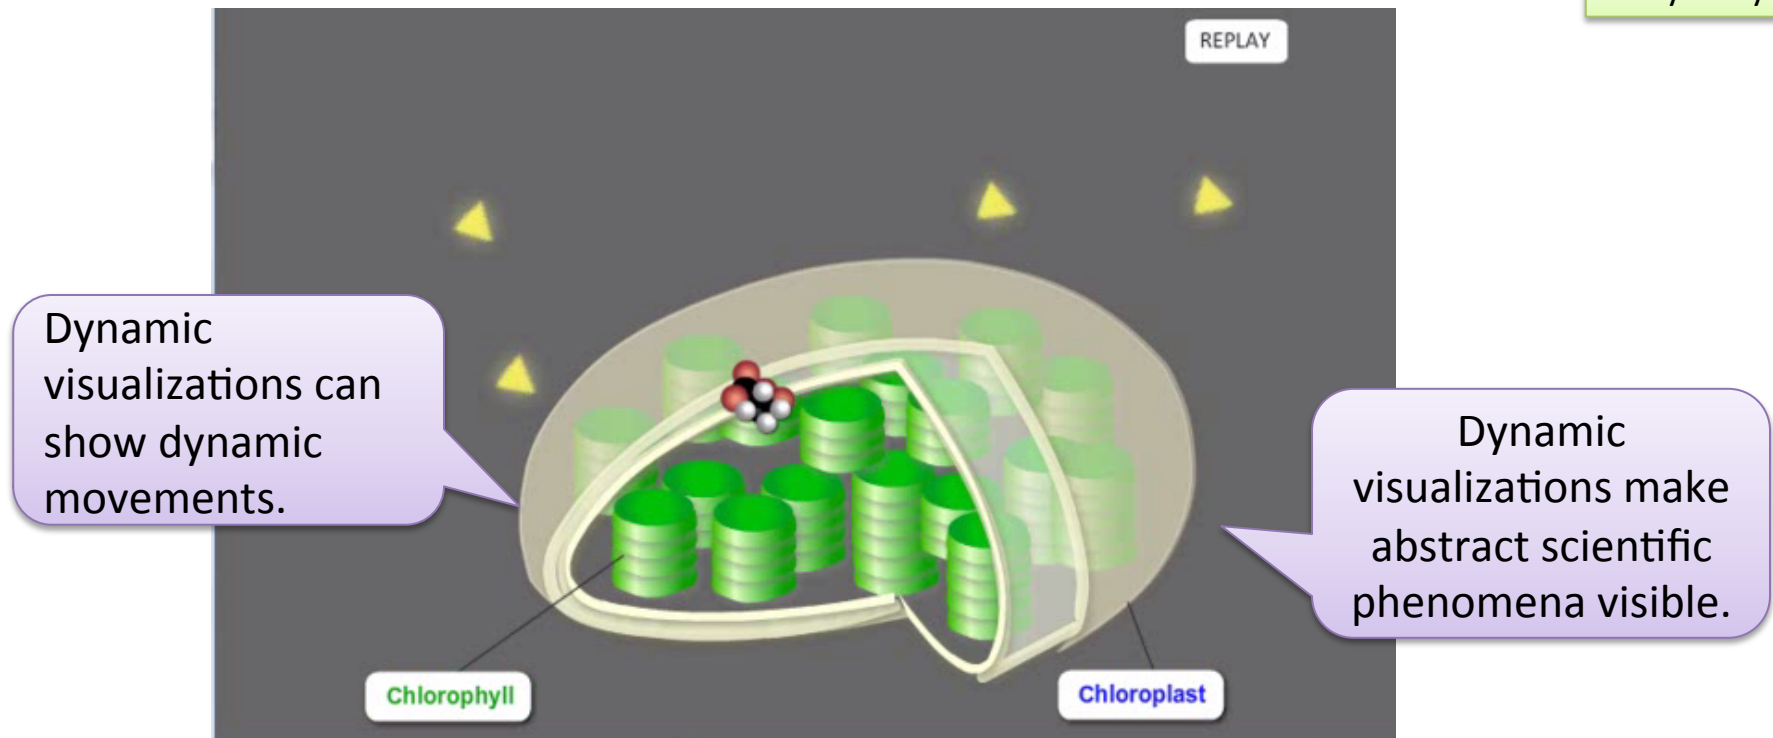 REPLAY
Dynamic
visualizations can
show dynamic
movements.
Dynamic
visualizations make
abstract scientific
phenomena visible.
Chlorophyll
Chloroplast